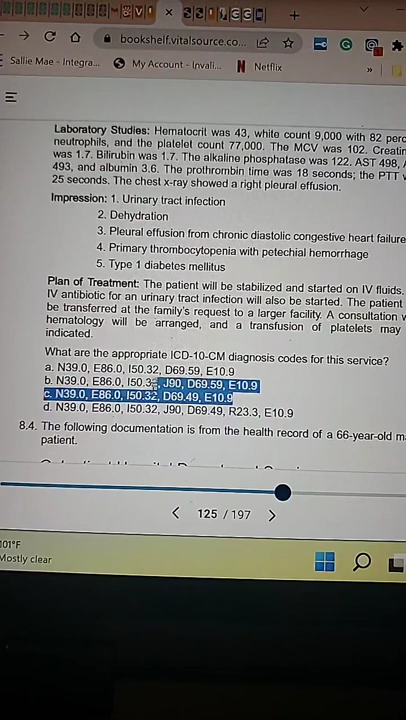 bookshelf.vitalsource.co...
Sallie Mae - Integra...
My Account - Invali...
Netflix
»
Laboratory Studies: Hematocrit was 43, white count 9,000 with 82 perc
neutrophils, and the platelet count 77,000. The MCV was 102. Creatin
was 1.7. Bilirubin was 1.7. The alkaline phosphatase was 122. AST 498,
493, and albumin 3.6. The prothrombin time was 18 seconds; the PTT
25 seconds. The chest x-ray showed a right pleural effusion.
Impression: 1. Urinary tract infection
2. Dehydration
3. Pleural effusion from chronic diastolic congestive heart failure
4. Primary thrombocytopenia with petechial hemorrhage
5. Type 1 diabetes mellitus
Plan of Treatment: The patient will be stabilized and started on IV fluids.
IV antibiotic for an urinary tract infection will also be started. The patient
be transferred at the family's request to a larger facility. A consultation w
hematology will be arranged, and a transfusion of platelets may
indicated.
What are the appropriate ICD-10-CM diagnosis codes for this service?
a. N39.0, E86.0, I50.32, D69.59, E10.9
b. N39.0, E86.0, I50.32, J90, D69.59, E10.9
c. N39.0, E86.0, I50.32, D69.49, E10.9
d. N39.0, E86.0, I50.32, J90, D69.49, R23.3, E10.9
8.4. The following documentation is from the health record of a 66-year-old m
patient.
125 / 197
101°F
Mostly clear